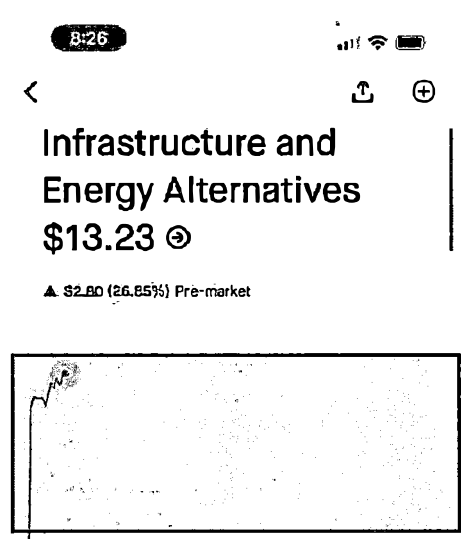 8:26
Infrastructure and
Energy Alternatives
$13.23
$2.80 (26.85%) Pre-market